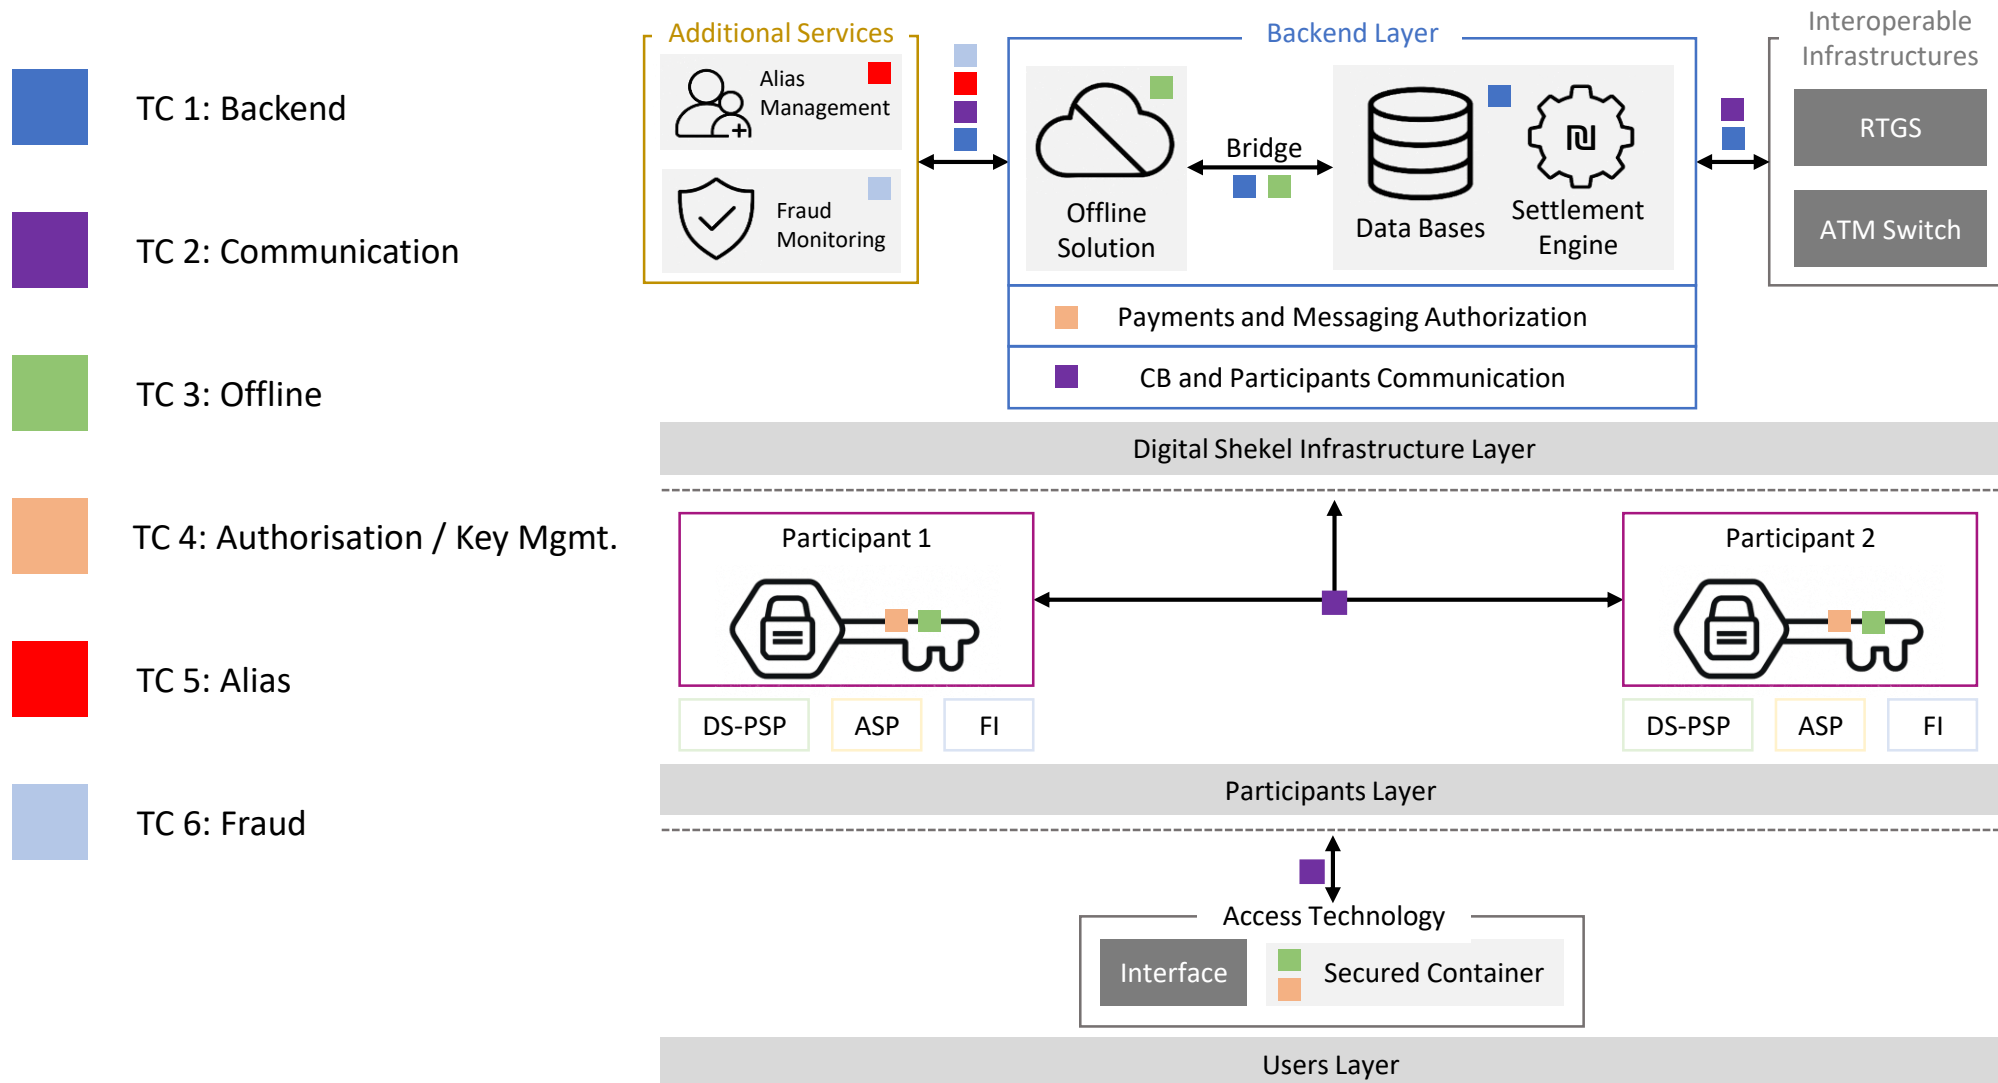 TC 1: Backend
TC 2: Communication
TC 3: Offline
TC 4: Authorisation / Key Mgmt.
TC 5: Alias
TC 6: Fraud
Additional Services
Alias
Management
Fraud
Monitoring
Backend Layer
Offline
Solution
Bridge
Data Bases
₪
Settlement
Engine
Payments and Messaging Authorization
CB and Participants Communication
Interoperable
Infrastructures
RTGS
ATM Switch
Digital Shekel Infrastructure Layer
Participant 1
DS-PSP
ASP
FI
Participant 2
DS-PSP
ASP
FI
Participants Layer
Access Technology
Interface
Secured Container
Users Layer